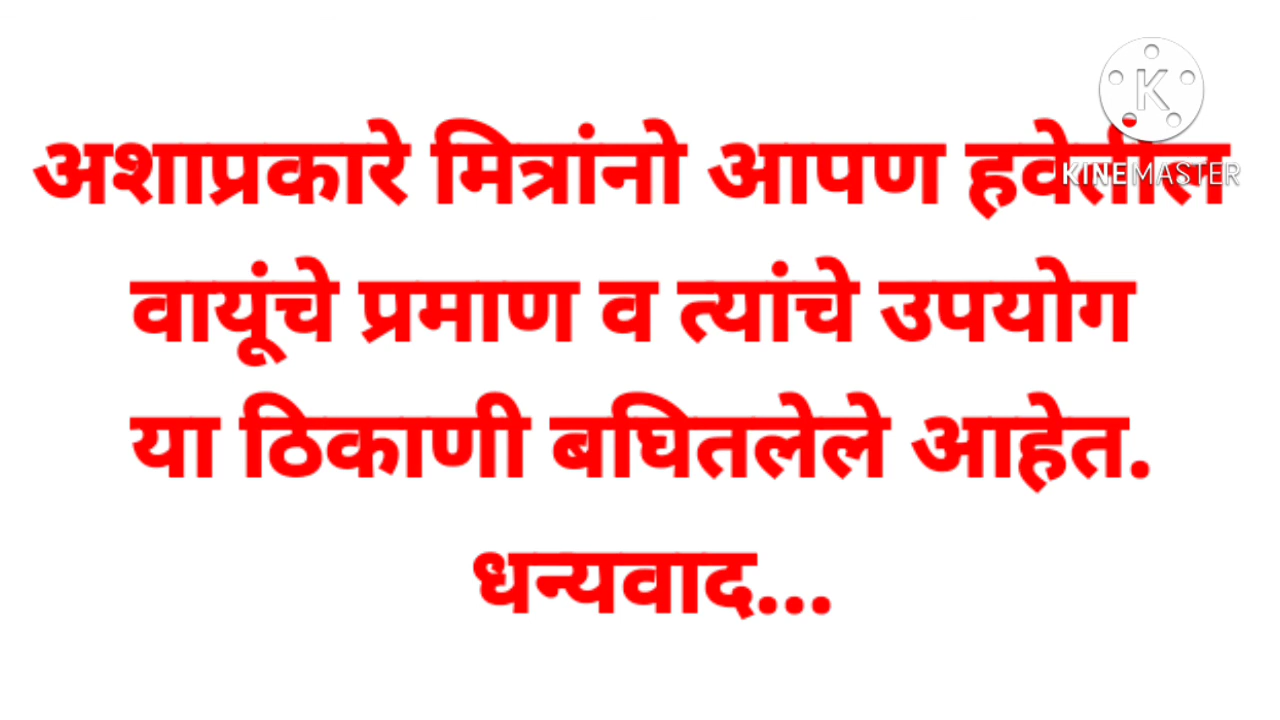 अशाप्रकारे मित्रांनो आपण हवेतील
वायूंचे प्रमाण व त्यांचे उपयोग
या ठिकाणी बघितलेले आहेत.
धन्यवाद...
K
KINEMASTER